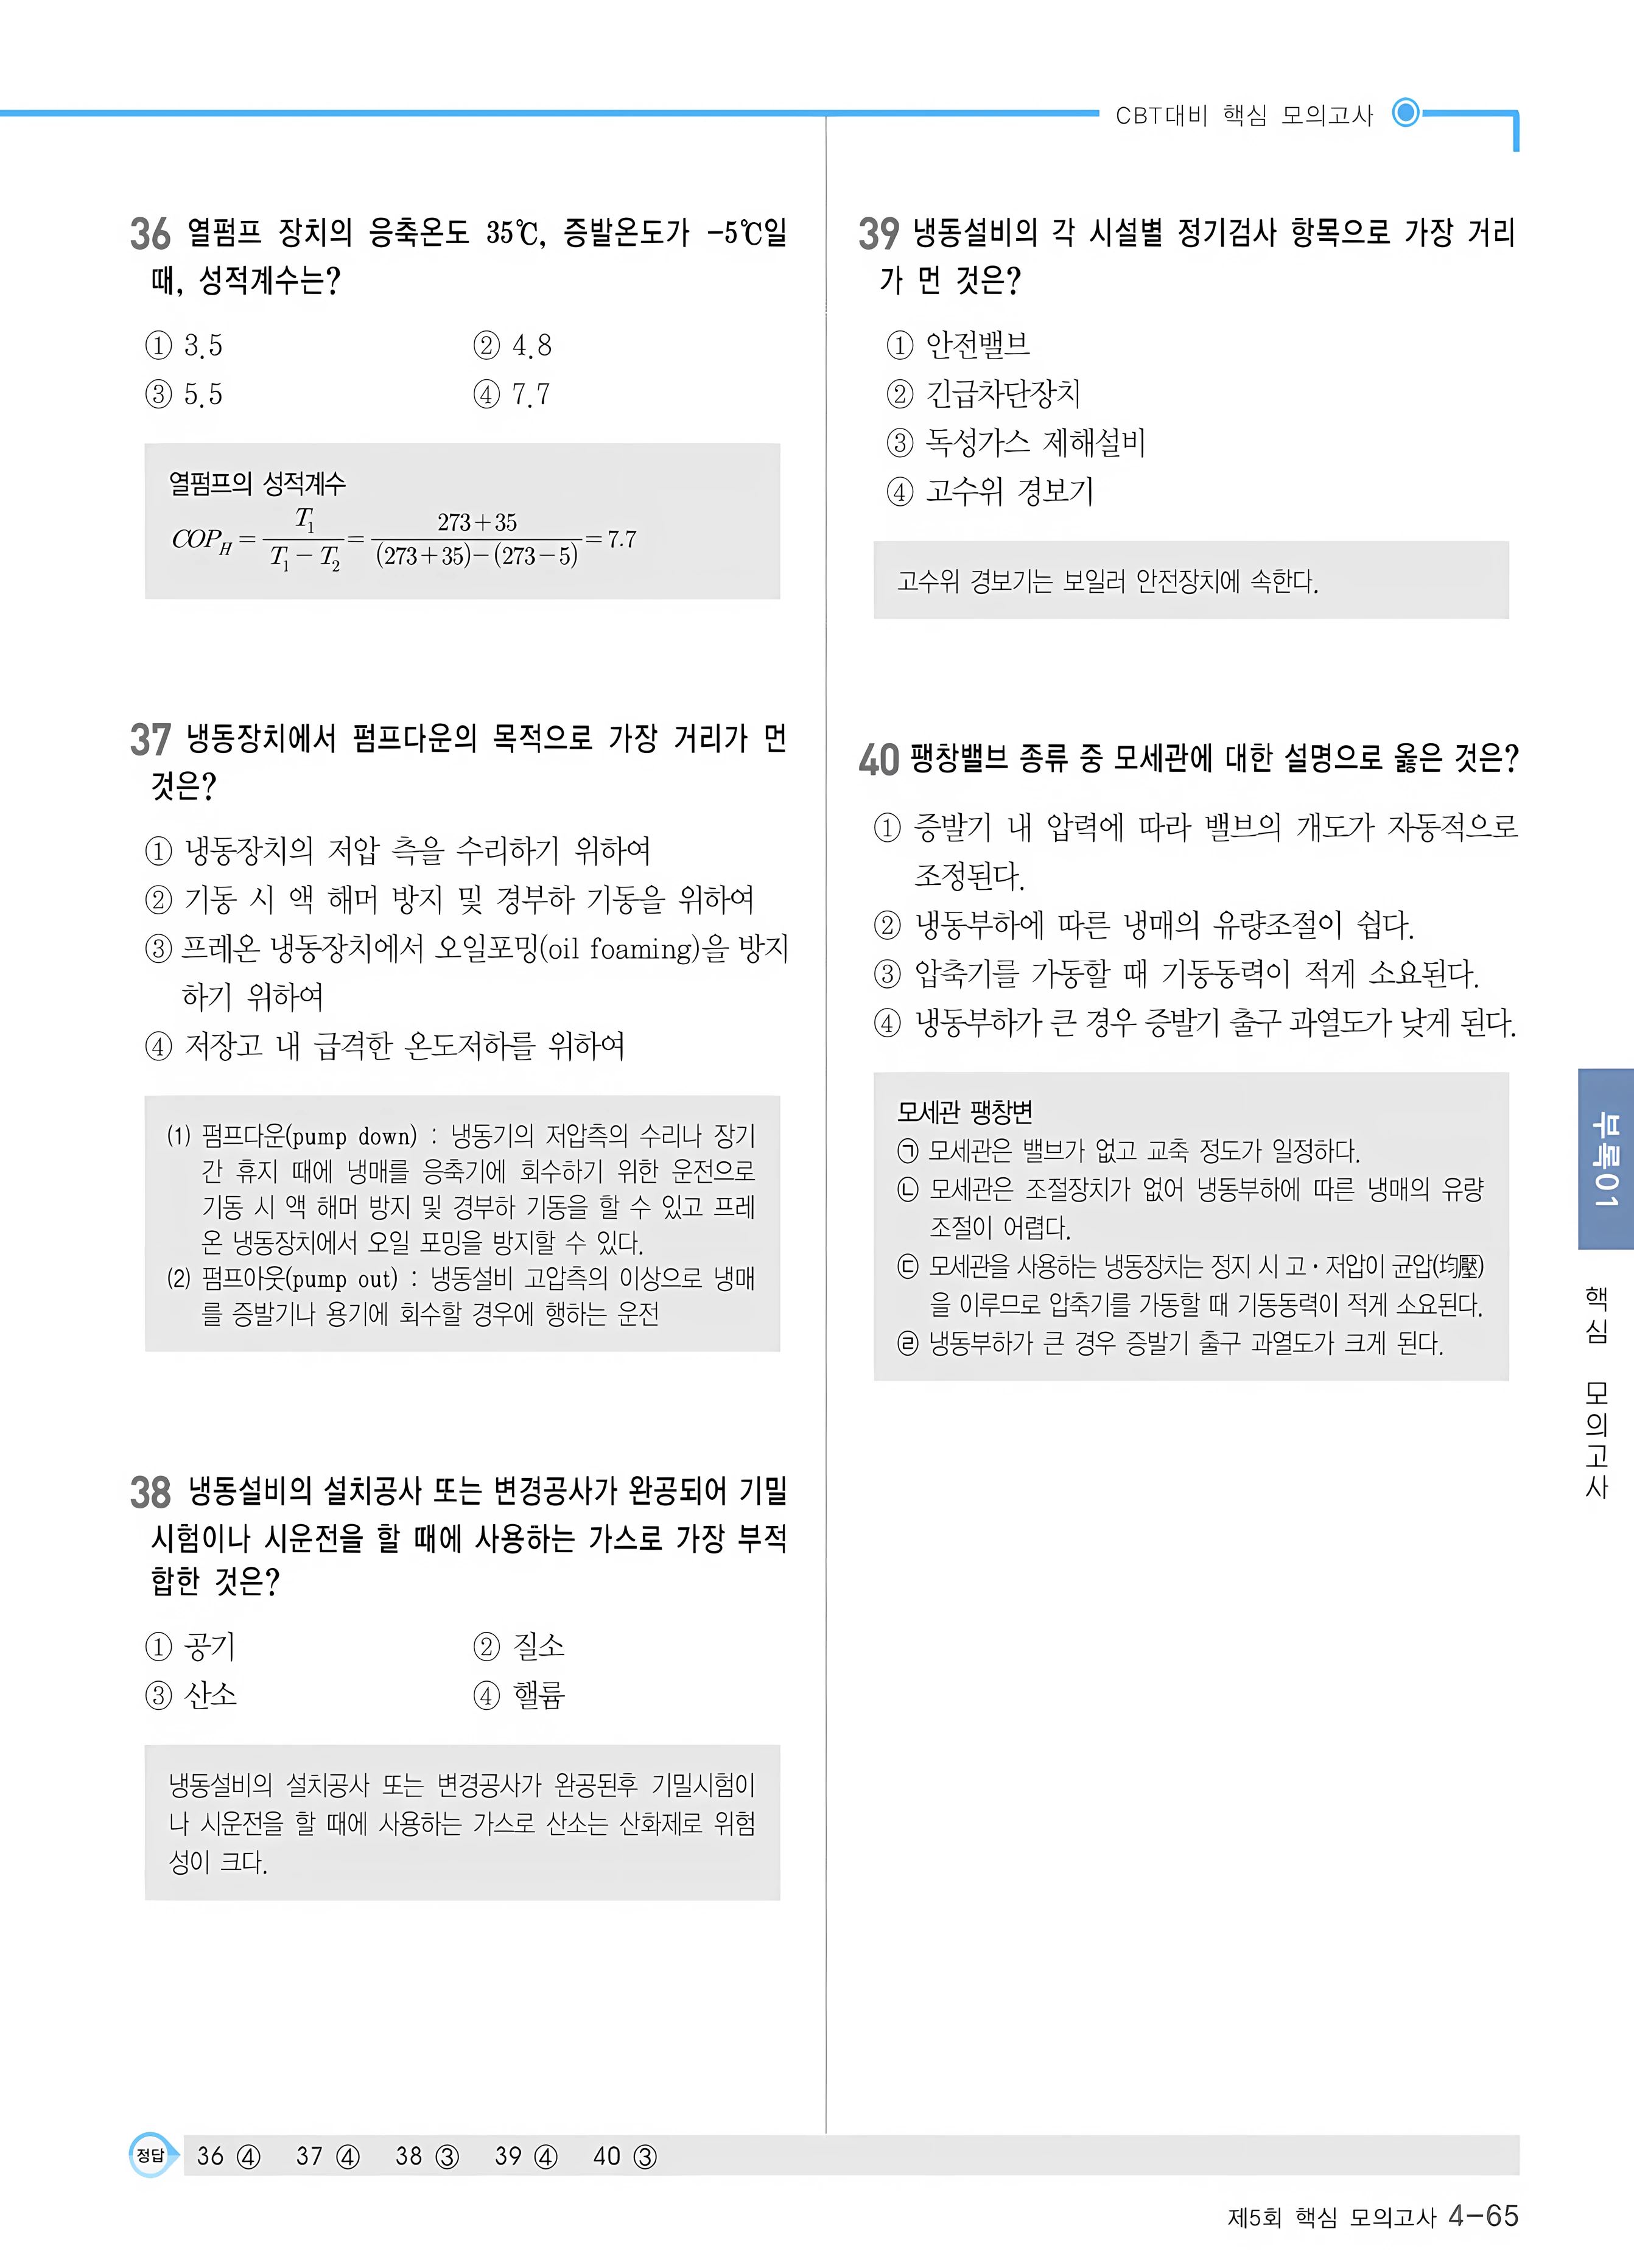 CBT대비 핵심 모의고사
36 열펌프 장치의 응축온도 35℃, 증발온도가 -5℃일
때, 성적계수는?
① 3.5 ② 4.8
③ 5.5 ④ 7.7
열펌프의 성적계수
COP_H = T₁/(T₁ - T₂) = (273+35)/((273+35)-(273-5)) = 7.7
37 냉동장치에서 펌프다운의 목적으로 가장 거리가 먼
것은?
① 냉동장치의 저압 측을 수리하기 위하여
② 기동 시 액 해머 방지 및 경부하 기동을 위하여
③ 프레온 냉동장치에서 오일포밍(oil foaming)을 방지
하기 위하여
④ 저장고 내 급격한 온도저하를 위하여
(1) 펌프다운(pump down) : 냉동기의 저압측의 수리나 장기
간 휴지 때에 냉매를 응축기에 회수하기 위한 운전으로
기동 시 액 해머 방지 및 경부하 기동을 할 수 있고 프레
온 냉동장치에서 오일 포밍을 방지할 수 있다.
(2) 펌프아웃(pump out) : 냉동설비 고압측의 이상으로 냉매
를 증발기나 용기에 회수할 경우에 행하는 운전
38 냉동설비의 설치공사 또는 변경공사가 완공되어 기밀
시험이나 시운전을 할 때에 사용하는 가스로 가장 부적
합한 것은?
① 공기 ② 질소
③ 산소 ④ 핼륨
냉동설비의 설치공사 또는 변경공사가 완공된후 기밀시험이
나 시운전을 할 때에 사용하는 가스로 산소는 산화제로 위험
성이 크다.
39 냉동설비의 각 시설별 정기검사 항목으로 가장 거리
가 먼 것은?
① 안전밸브
② 긴급차단장치
③ 독성가스 제해설비
④ 고수위 경보기
고수위 경보기는 보일러 안전장치에 속한다.
40 팽창밸브 종류 중 모세관에 대한 설명으로 옳은 것은?
① 증발기 내 압력에 따라 밸브의 개도가 자동적으로
조정된다.
② 냉동부하에 따른 냉매의 유량조절이 쉽다.
③ 압축기를 가동할 때 기동동력이 적게 소요된다.
④ 냉동부하가 큰 경우 증발기 출구 과열도가 낮게 된다.
모세관 팽창변
㉠ 모세관은 밸브가 없고 교축 정도가 일정하다.
㉡ 모세관은 조절장치가 없어 냉동부하에 따른 냉매의 유량
조절이 어렵다.
㉢ 모세관을 사용하는 냉동장치는 정지 시 고·저압이 균압(均壓)
을 이루므로 압축기를 가동할 때 기동동력이 적게 소요된다.
㉣ 냉동부하가 큰 경우 증발기 출구 과열도가 크게 된다.
부록01
핵심 모의고사
정답 36 ④ 37 ④ 38 ③ 39 ④ 40 ③
제5회 핵심 모의고사 4-65